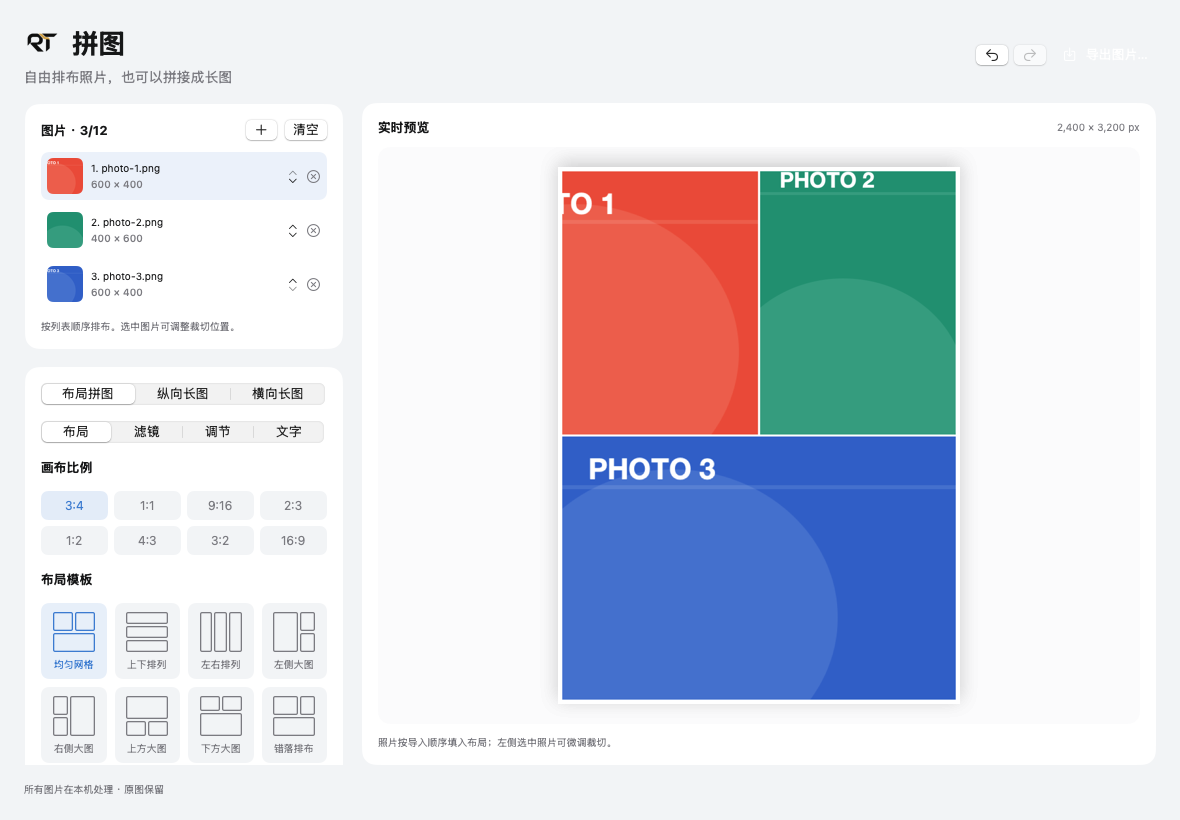 RT 拼图
自由排布照片，也可以拼接成长图
导出图片...
图片 · 3/12
清空
1. photo-1.png
600 × 400
2. photo-2.png
400 × 600
3. photo-3.png
600 × 400
按列表顺序排布。选中图片可调整裁切位置。
布局拼图 纵向长图 横向长图
布局 滤镜 调节 文字
画布比例
3:4 1:1 9:16 2:3
1:2 4:3 3:2 16:9
布局模板
均匀网格 上下排列 左右排列 左侧大图
右侧大图 上方大图 下方大图 错落排布
实时预览
2,400 × 3,200 px
TO 1
PHOTO 2
PHOTO 3
照片按导入顺序填入布局；左侧选中照片可微调裁切。
所有图片在本机处理 · 原图保留